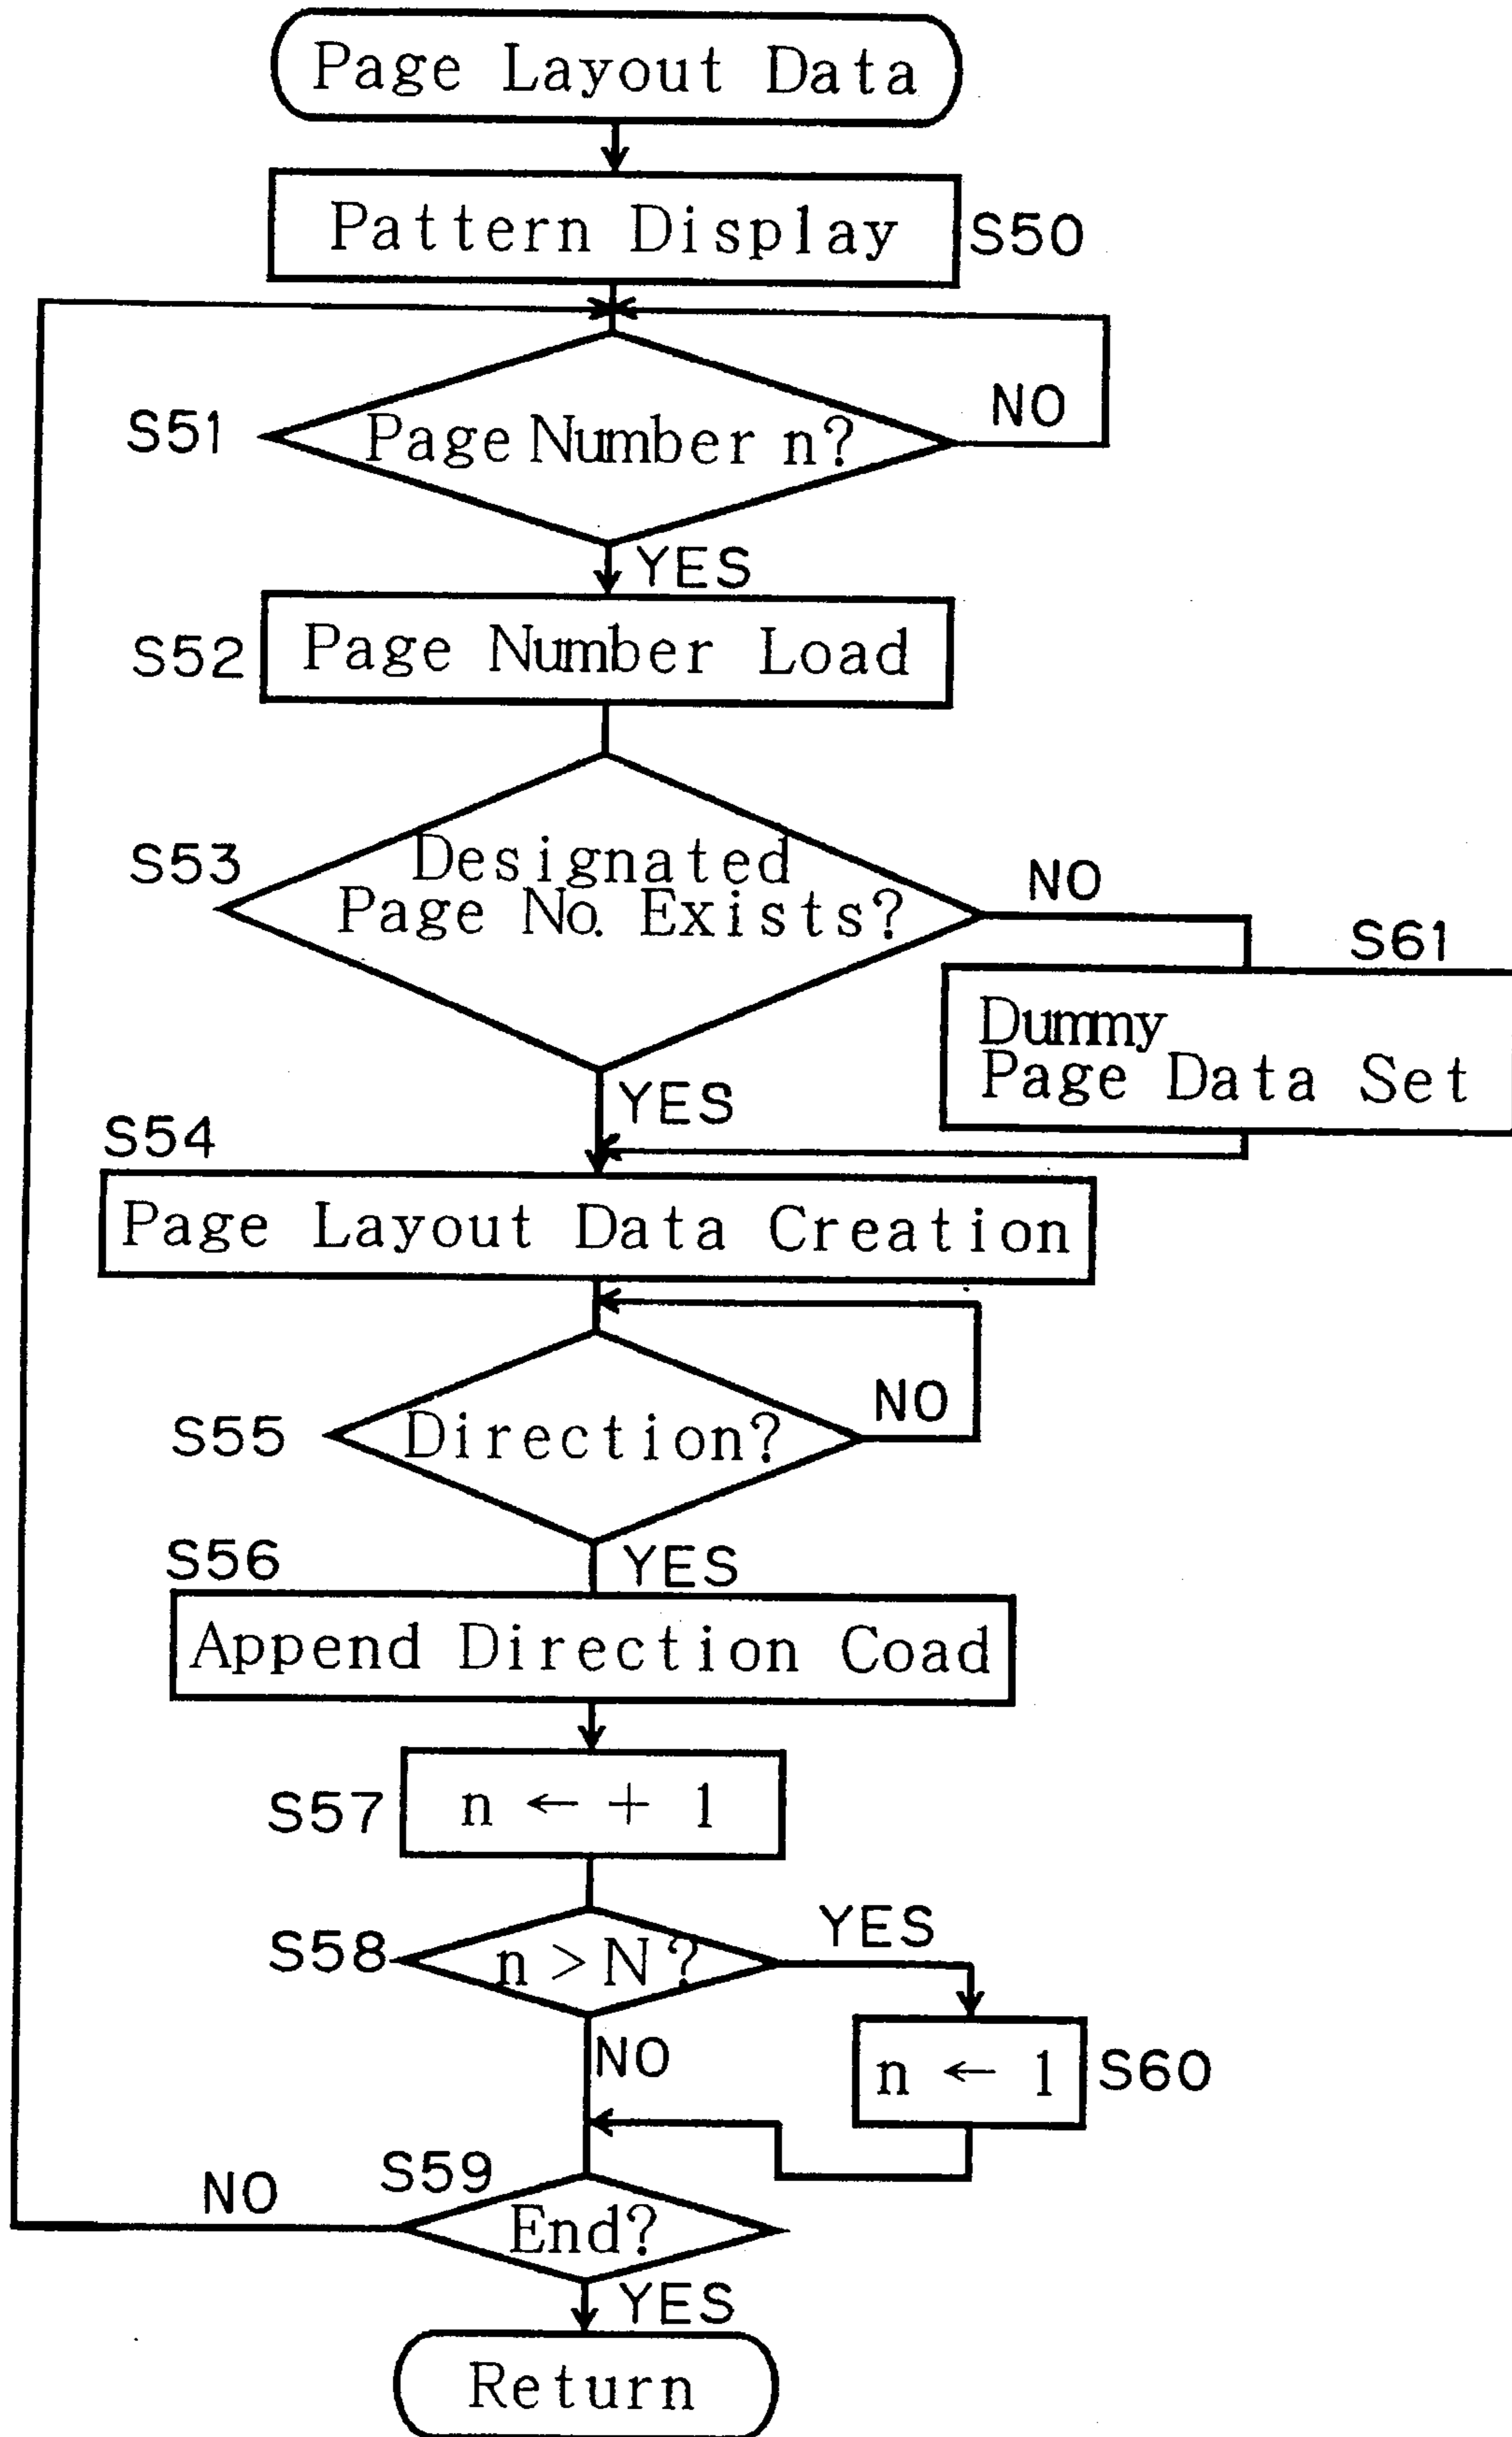 Page Layout Data
Pattern Display
S50
S51
Page Number n?
NO
YES
S52
Page Number Load
S53
Designated
Page No. Exists?
NO
S61
Dummy
Page Data Set
YES
S54
Page Layout Data Creation
S55
Direction?
NO
YES
S56
Append Direction Coad
S57
n ← + 1
S58
n > N?
YES
NO
n ← 1
S60
S59
End?
NO
YES
Return